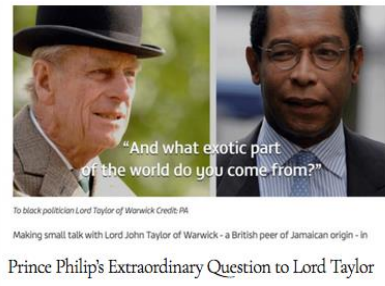 “And what exotic part
of the world do you come from?”
To black politician Lord Taylor of Warwick Credit: PA
Making small talk with Lord John Taylor of Warwick - a British peer of Jamaican origin - in
Prince Philip’s Extraordinary Question to Lord Taylor